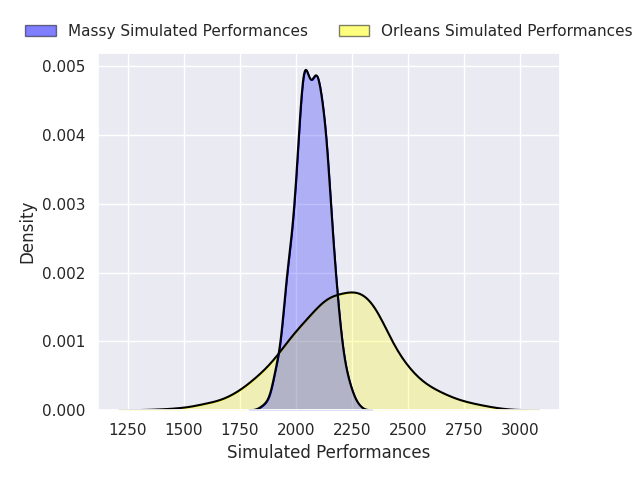 Massy Simulated Performances
Orleans Simulated Performances
0.005
0.004
0.003
0.002
0.001
0.000
Density
1250 1500 1750 2000 2250 2500 2750 3000
Simulated Performances